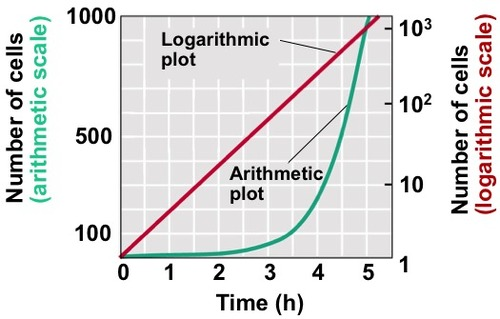 Number of cells
(arithmetic scale)
1000
500
100
Logarithmic
plot
Arithmetic
plot
10³
10²
10
1
Number of cells
(logarithmic scale)
0 1 2 3 4 5
Time (h)